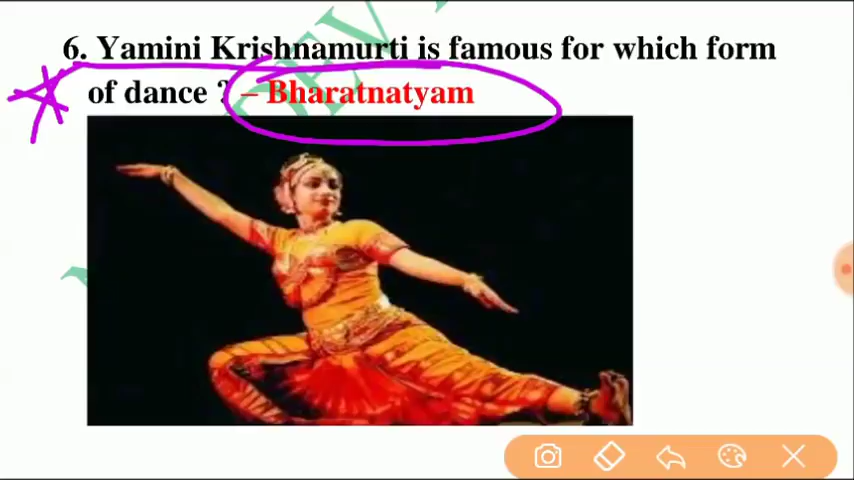 6. Yamini Krishnamurti is famous for which form
of dance ? – Bharatnatyam